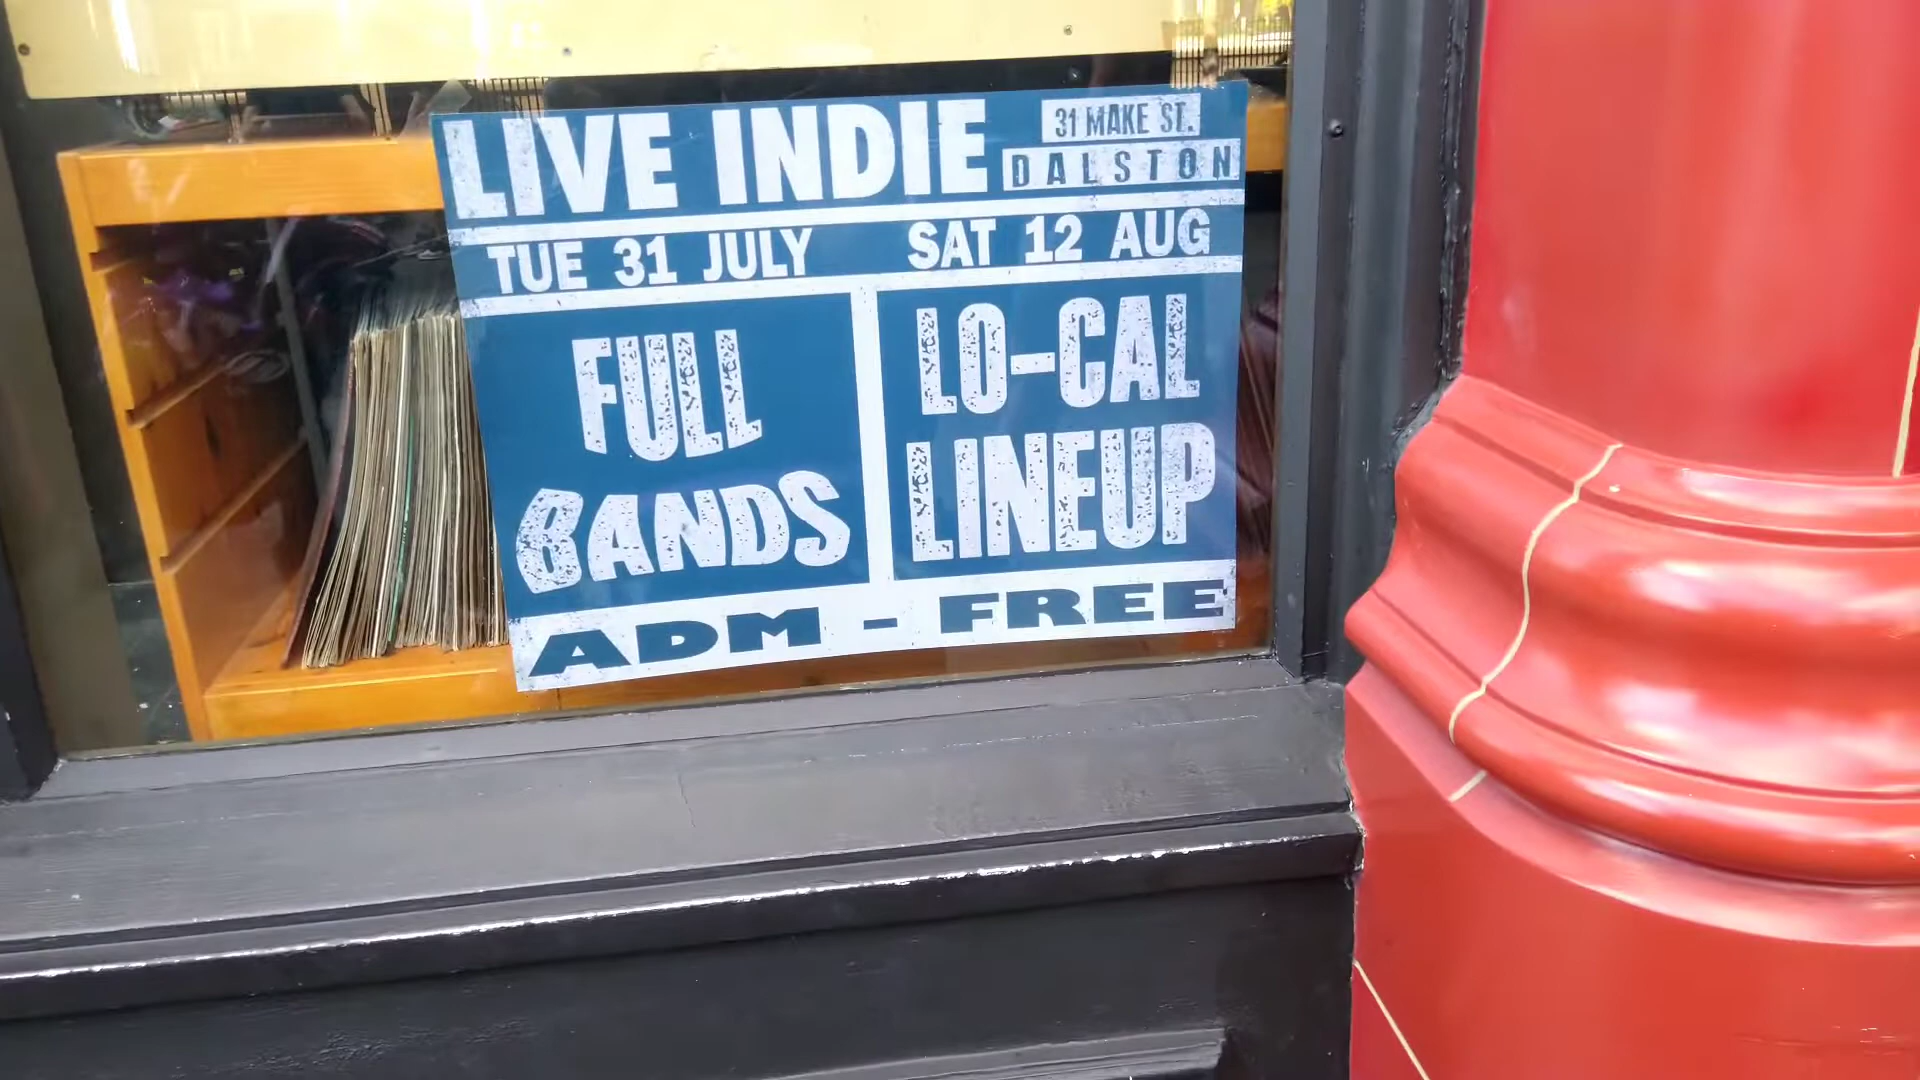 LIVE INDIE
31 MAKE ST.
DALSTON
TUE 31 JULY
SAT 12 AUG
FULL
BANDS
LO-CAL
LINEUP
ADM - FREE